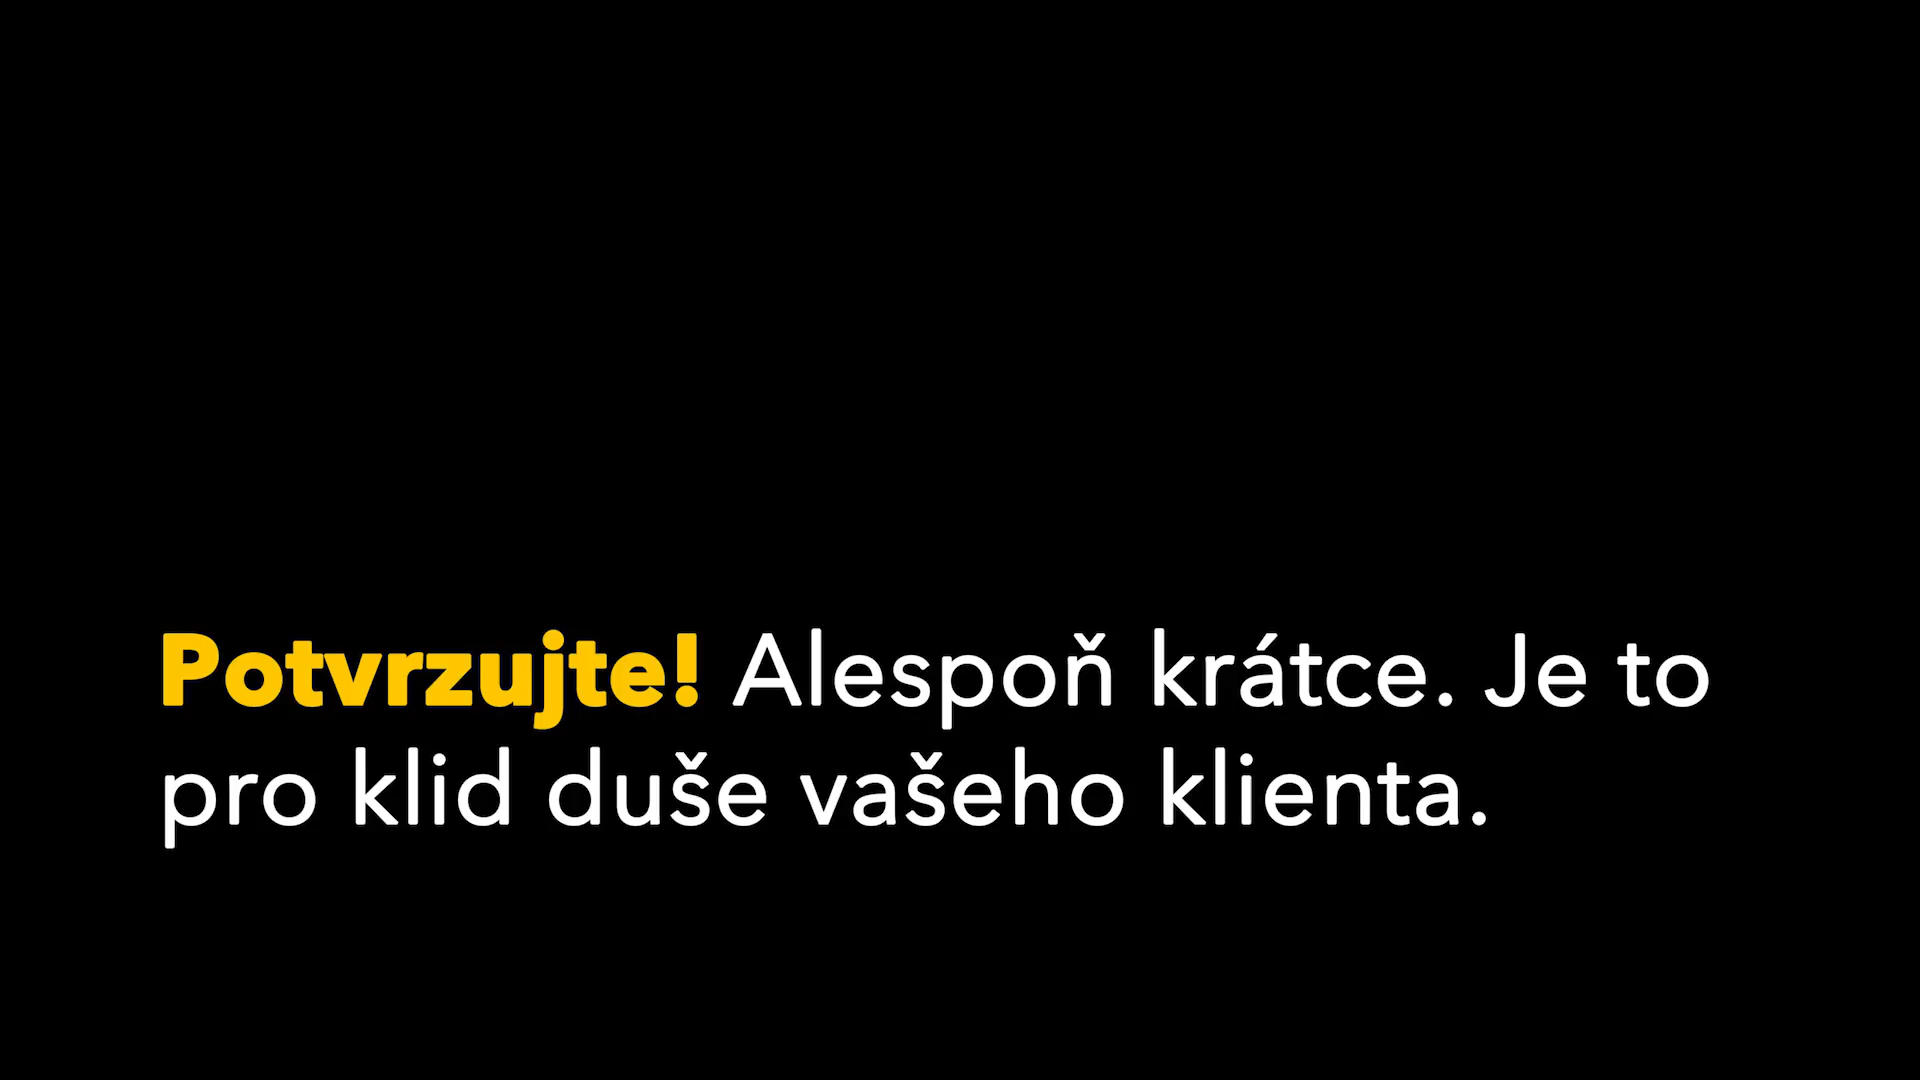 Potvrzujte! Alespoň krátce. Je to
pro klid duše vašeho klienta.